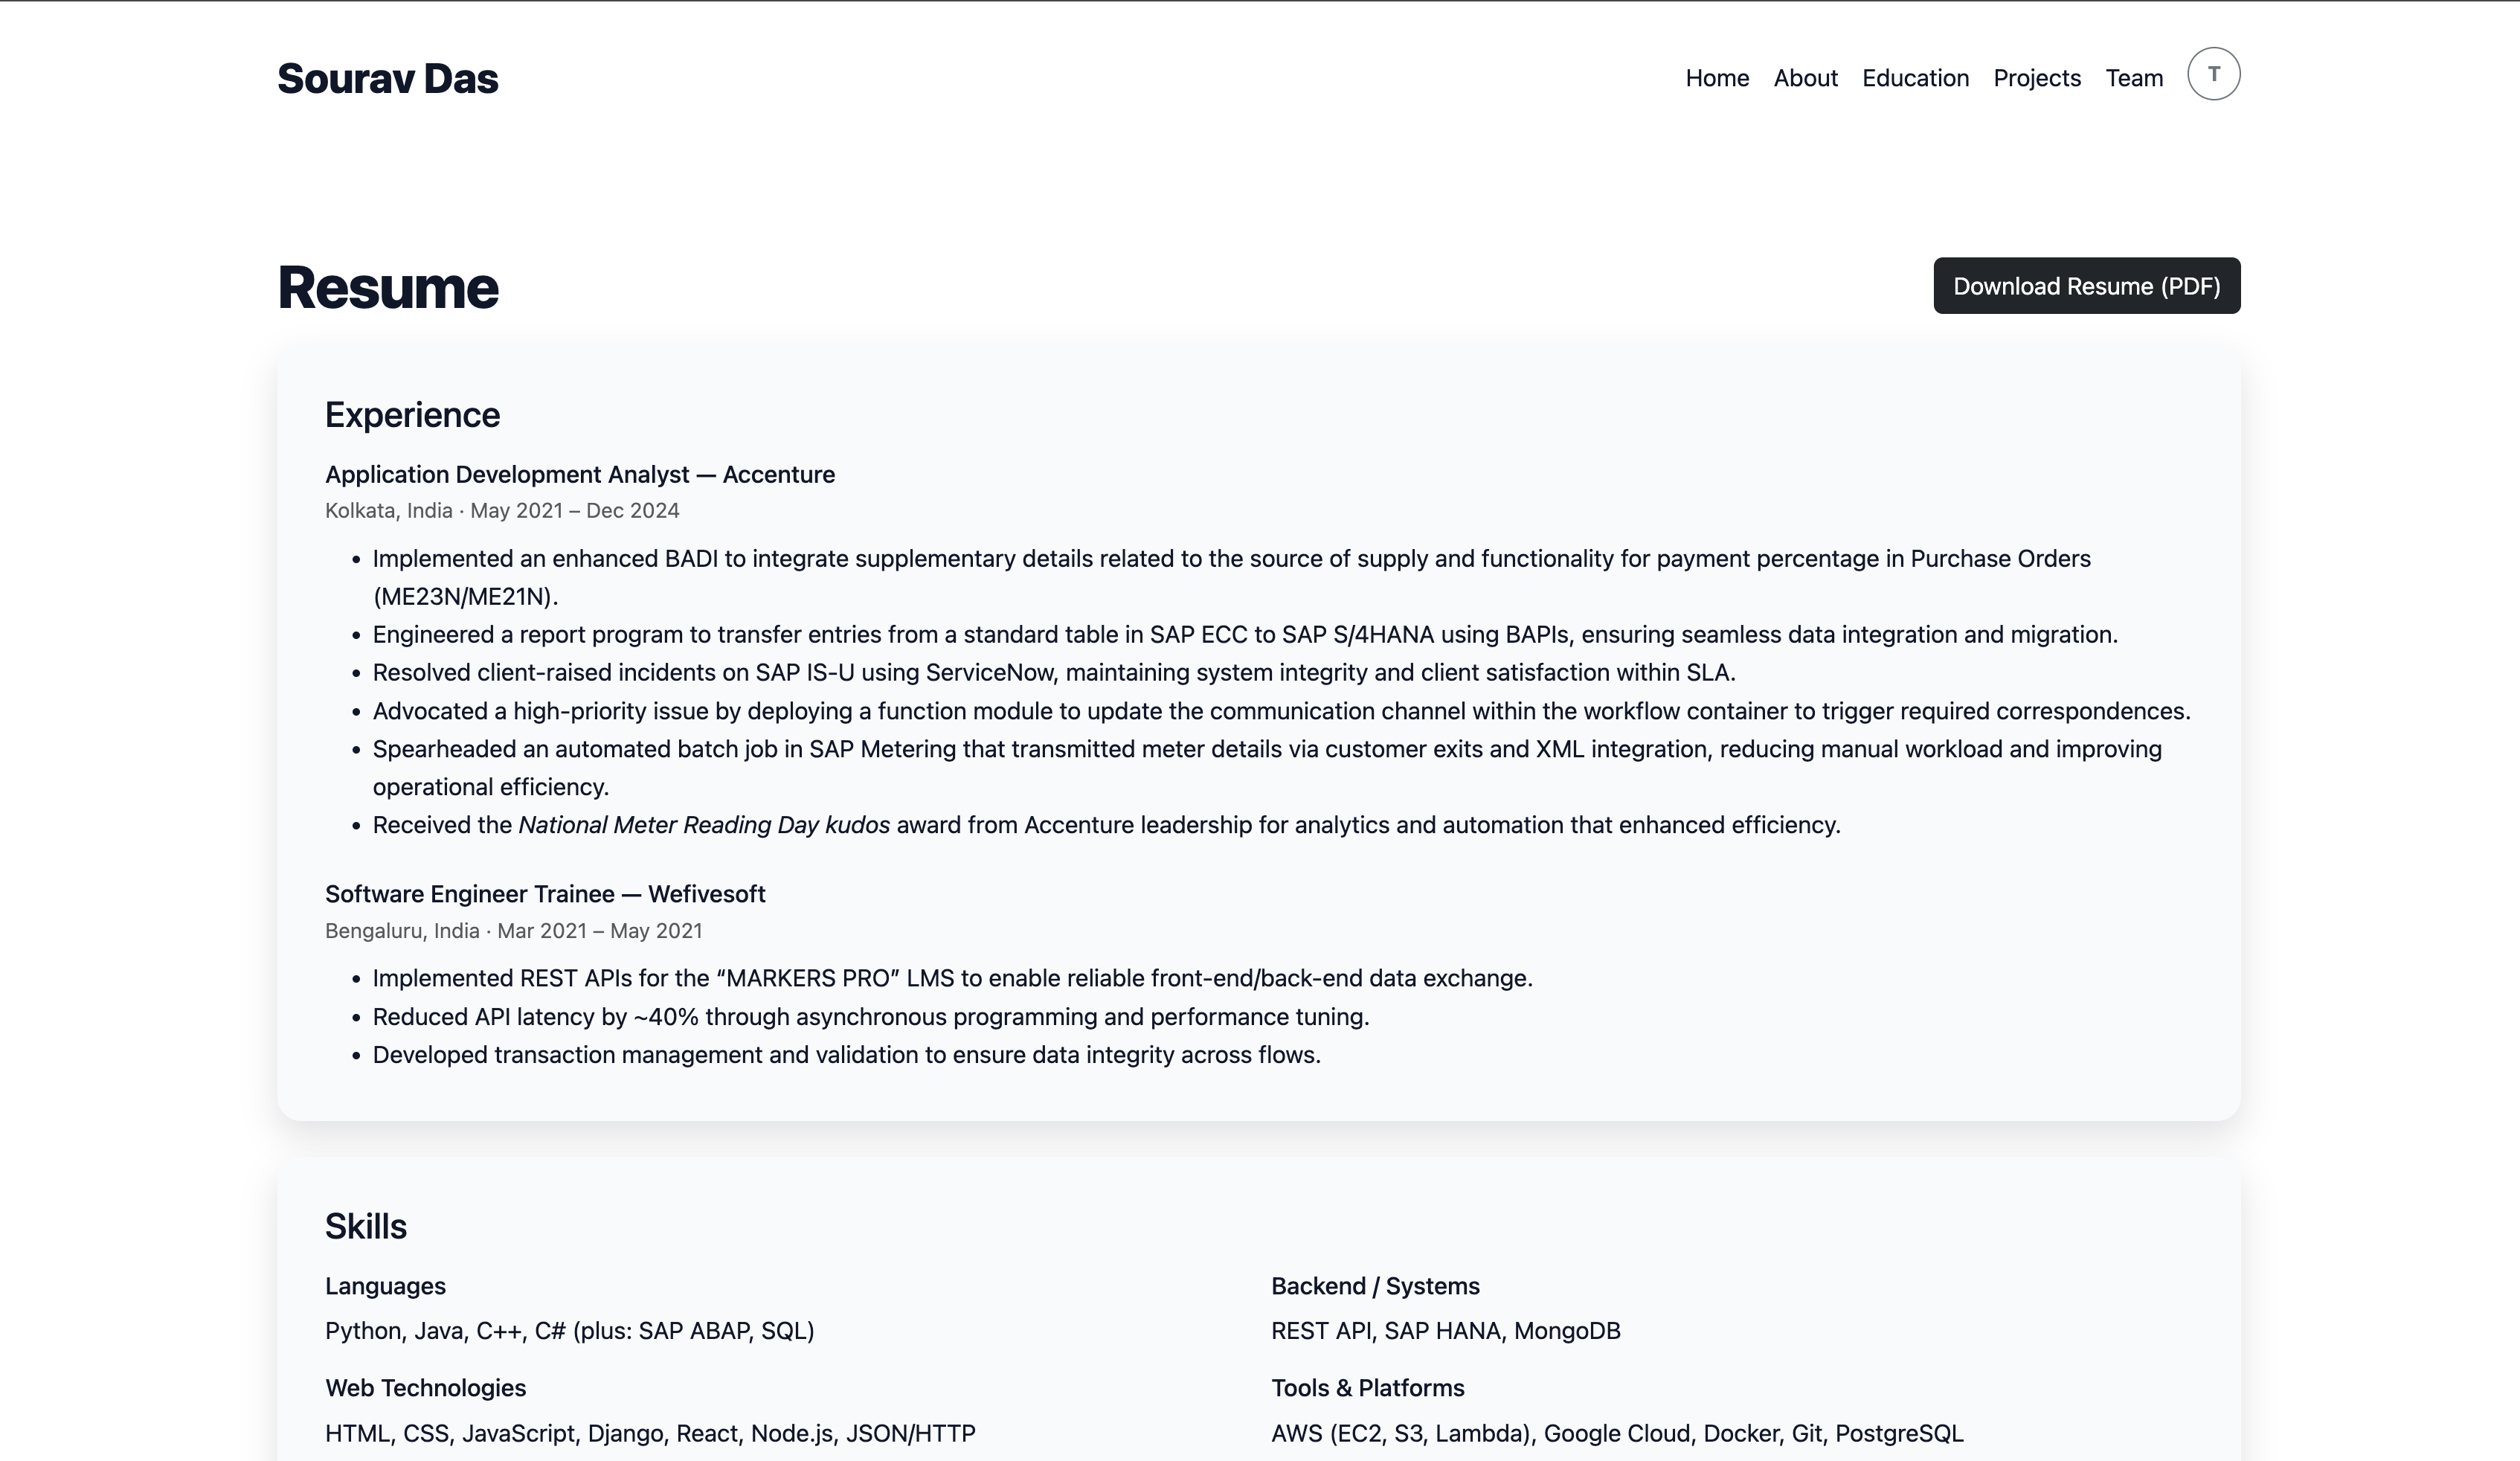 Sourav Das
Home About Education Projects Team T
Resume
Download Resume (PDF)
Experience
Application Development Analyst — Accenture
Kolkata, India · May 2021 – Dec 2024
• Implemented an enhanced BADI to integrate supplementary details related to the source of supply and functionality for payment percentage in Purchase Orders
(ME23N/ME21N).
• Engineered a report program to transfer entries from a standard table in SAP ECC to SAP S/4HANA using BAPIs, ensuring seamless data integration and migration.
• Resolved client-raised incidents on SAP IS-U using ServiceNow, maintaining system integrity and client satisfaction within SLA.
• Advocated a high-priority issue by deploying a function module to update the communication channel within the workflow container to trigger required correspondences.
• Spearheaded an automated batch job in SAP Metering that transmitted meter details via customer exits and XML integration, reducing manual workload and improving
operational efficiency.
• Received the National Meter Reading Day kudos award from Accenture leadership for analytics and automation that enhanced efficiency.
Software Engineer Trainee — Wefivesoft
Bengaluru, India · Mar 2021 – May 2021
• Implemented REST APIs for the “MARKERS PRO” LMS to enable reliable front-end/back-end data exchange.
• Reduced API latency by ~40% through asynchronous programming and performance tuning.
• Developed transaction management and validation to ensure data integrity across flows.
Skills
Languages
Python, Java, C++, C# (plus: SAP ABAP, SQL)
Backend / Systems
REST API, SAP HANA, MongoDB
Web Technologies
HTML, CSS, JavaScript, Django, React, Node.js, JSON/HTTP
Tools & Platforms
AWS (EC2, S3, Lambda), Google Cloud, Docker, Git, PostgreSQL